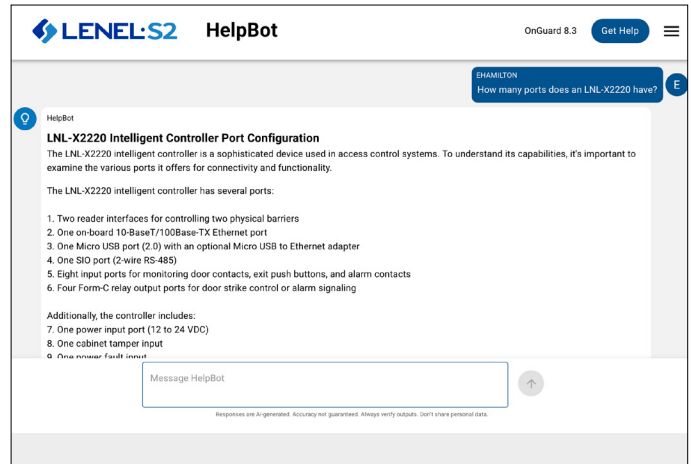 LENEL:S2 HelpBot OnGuard 8.3 Get Help
EHAMILTON
How many ports does an LNL-X2220 have?
E
HelpBot
LNL-X2220 Intelligent Controller Port Configuration
The LNL-X2220 intelligent controller is a sophisticated device used in access control systems. To understand its capabilities, it's important to
examine the various ports it offers for connectivity and functionality.
The LNL-X2220 intelligent controller has several ports:
1. Two reader interfaces for controlling two physical barriers
2. One on-board 10-BaseT/100Base-TX Ethernet port
3. One Micro USB port (2.0) with an optional Micro USB to Ethernet adapter
4. One SIO port (2-wire RS-485)
5. Eight input ports for monitoring door contacts, exit push buttons, and alarm contacts
6. Four Form-C relay output ports for door strike control or alarm signaling
Additionally, the controller includes:
7. One power input port (12 to 24 VDC)
8. One cabinet tamper input
9. One power fault input
Message HelpBot
Responses are AI-generated. Accuracy not guaranteed. Always verify outputs. Don't share personal data.